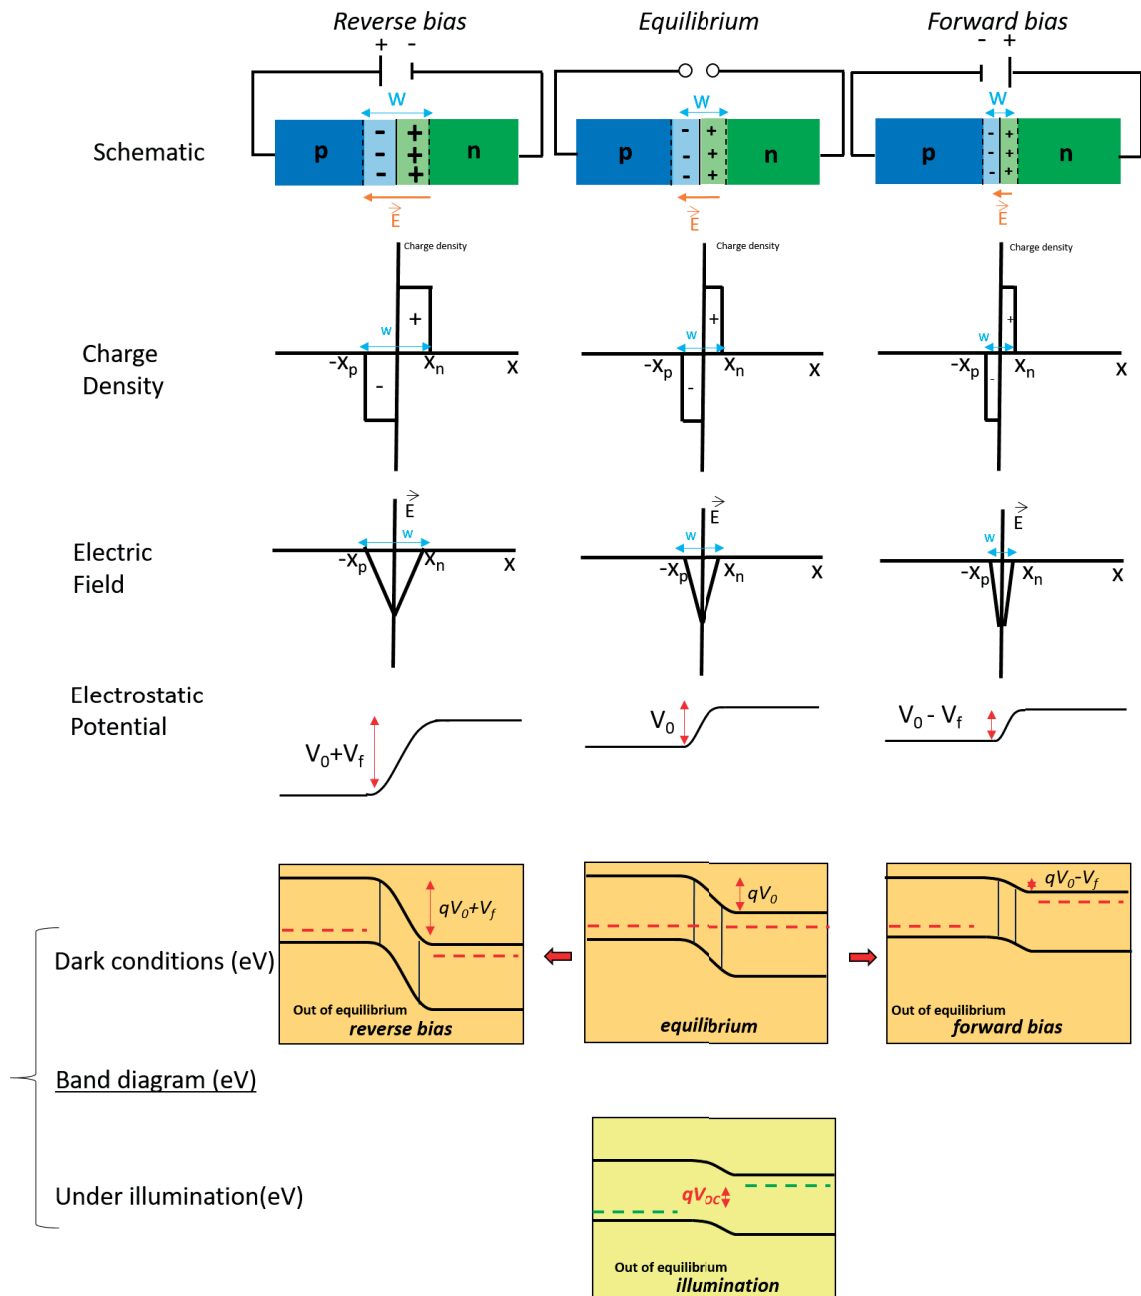 Reverse bias
Equilibrium
Forward bias
+ -
- +
W
W
W
Schematic
p - + n
- +
- +
p - + n
- +
- +
p - + n
- +
- +
E
E
E
Charge density
Charge density
Charge density
Charge
Density
w
+
-xp xn x
-
w
+
-xp xn x
-
w
+
-xp xn x
-
Electric
Field
E
w
-xp xn x
E
w
-xp xn x
E
w
-xp xn x
Electrostatic
Potential
V0+Vf
V0
V0 - Vf
Dark conditions (eV)
qV0+Vf
Out of equilibrium
reverse bias
qV0
equilibrium
qV0-Vf
Out of equilibrium
forward bias
Band diagram (eV)
Under illumination(eV)
qVoc
Out of equilibrium
illumination